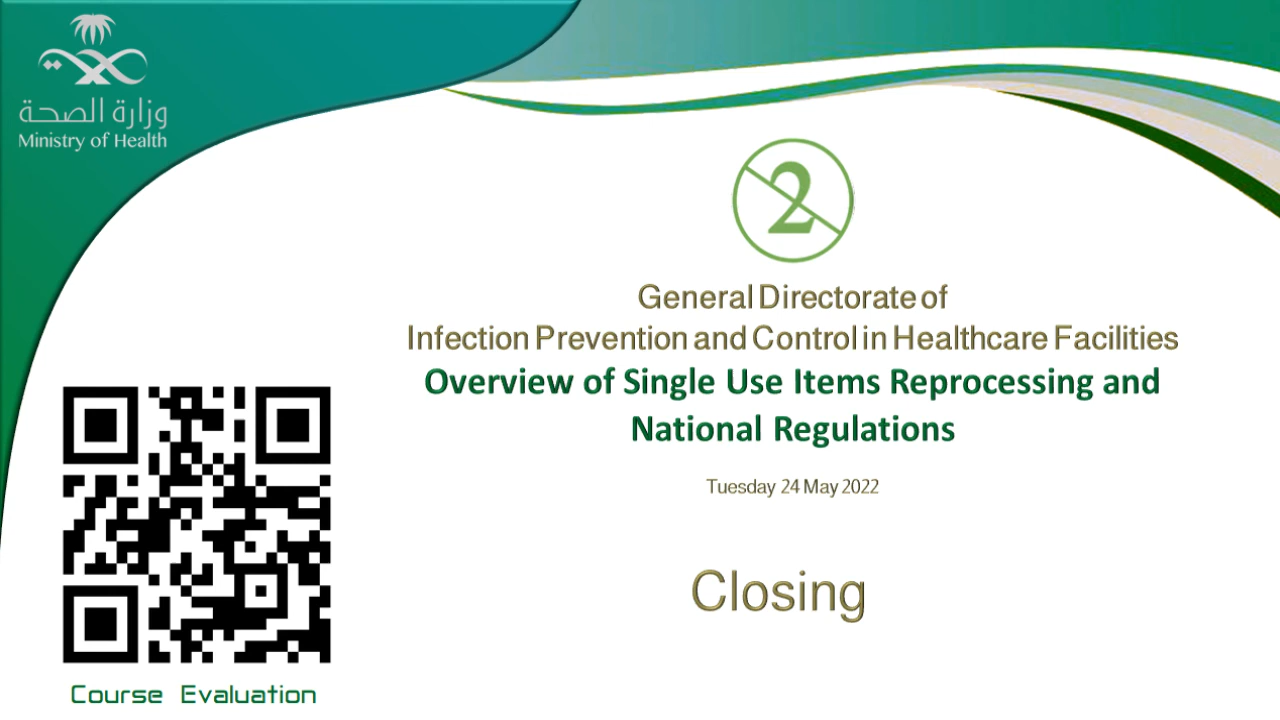 وزارة الصحة
Ministry of Health
2
General Directorate of
Infection Prevention and Control in Healthcare Facilities
Overview of Single Use Items Reprocessing and
National Regulations
Tuesday 24 May 2022
Closing
Course Evaluation